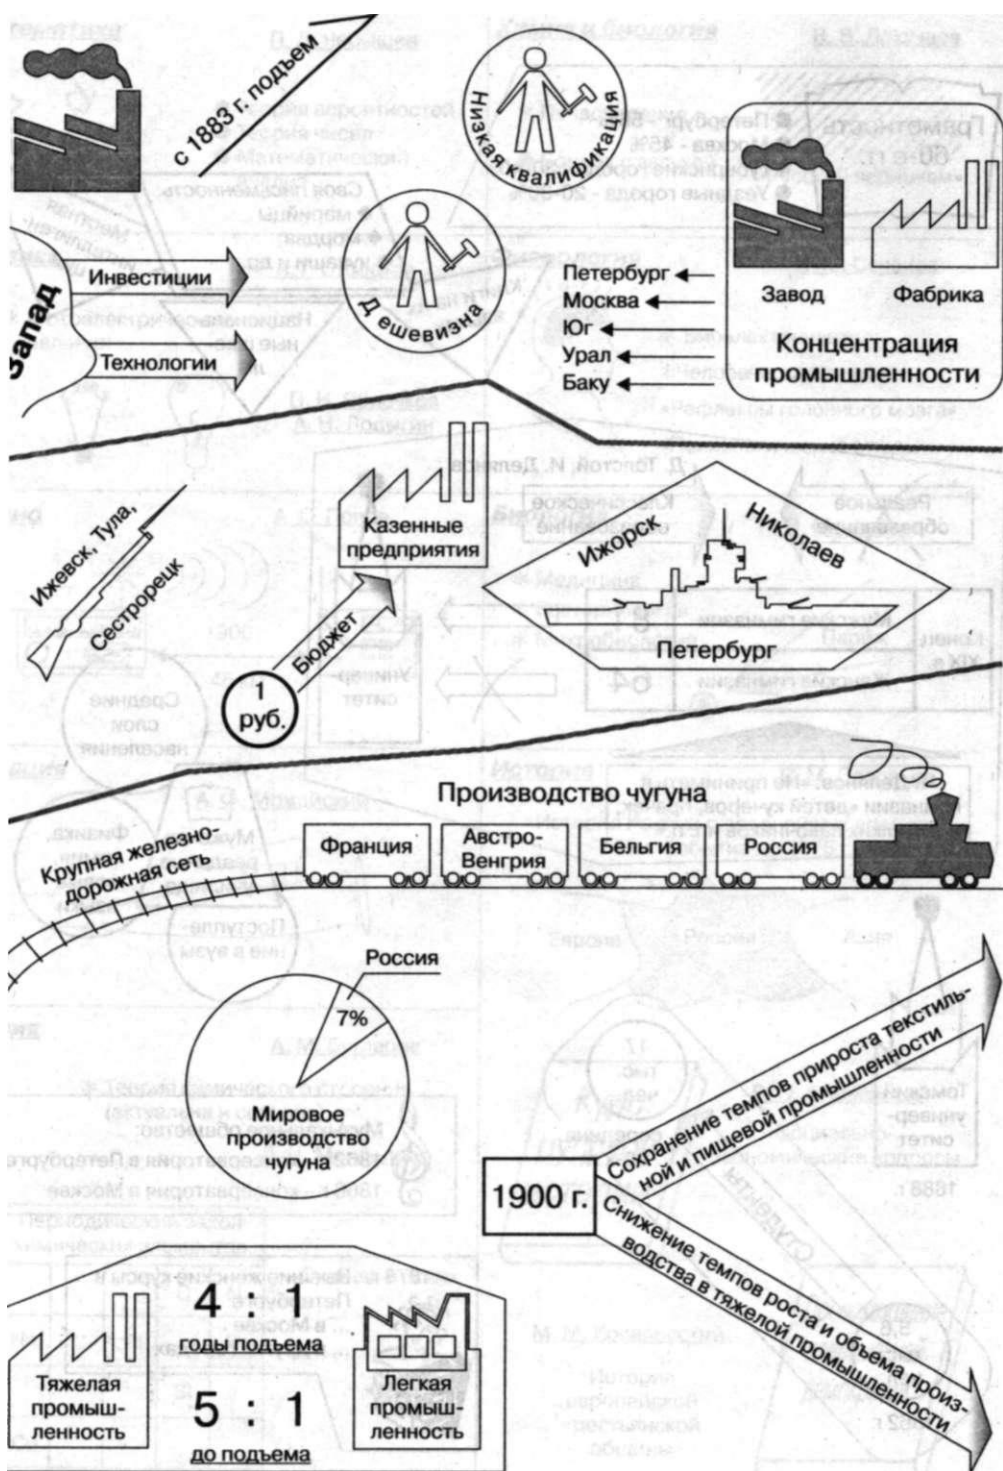 с 1883 г. подъем
Низкая квалификация
Запад
Инвестиции
Технологии
Дешевизна
Петербург
Москва
Юг
Урал
Баку
Завод
Фабрика
Концентрация
промышленности
Ижевск, Тула,
Сестрорецк
Казенные
предприятия
Бюджет
1
руб.
Ижорск
Николаев
Петербург
Производство чугуна
Крупная железно-
дорожная сеть
Франция
Австро-
Венгрия
Бельгия
Россия
Россия
7%
Мировое
производство
чугуна
1900 г.
Сохранение темпов прироста текстиль-
ной и пищевой промышленности
Снижение темпов роста и объема произ-
водства в тяжелой промышленности
Тяжелая
промыш-
ленность
4 : 1
годы подъема
5 : 1
до подъема
Легкая
промыш-
ленность